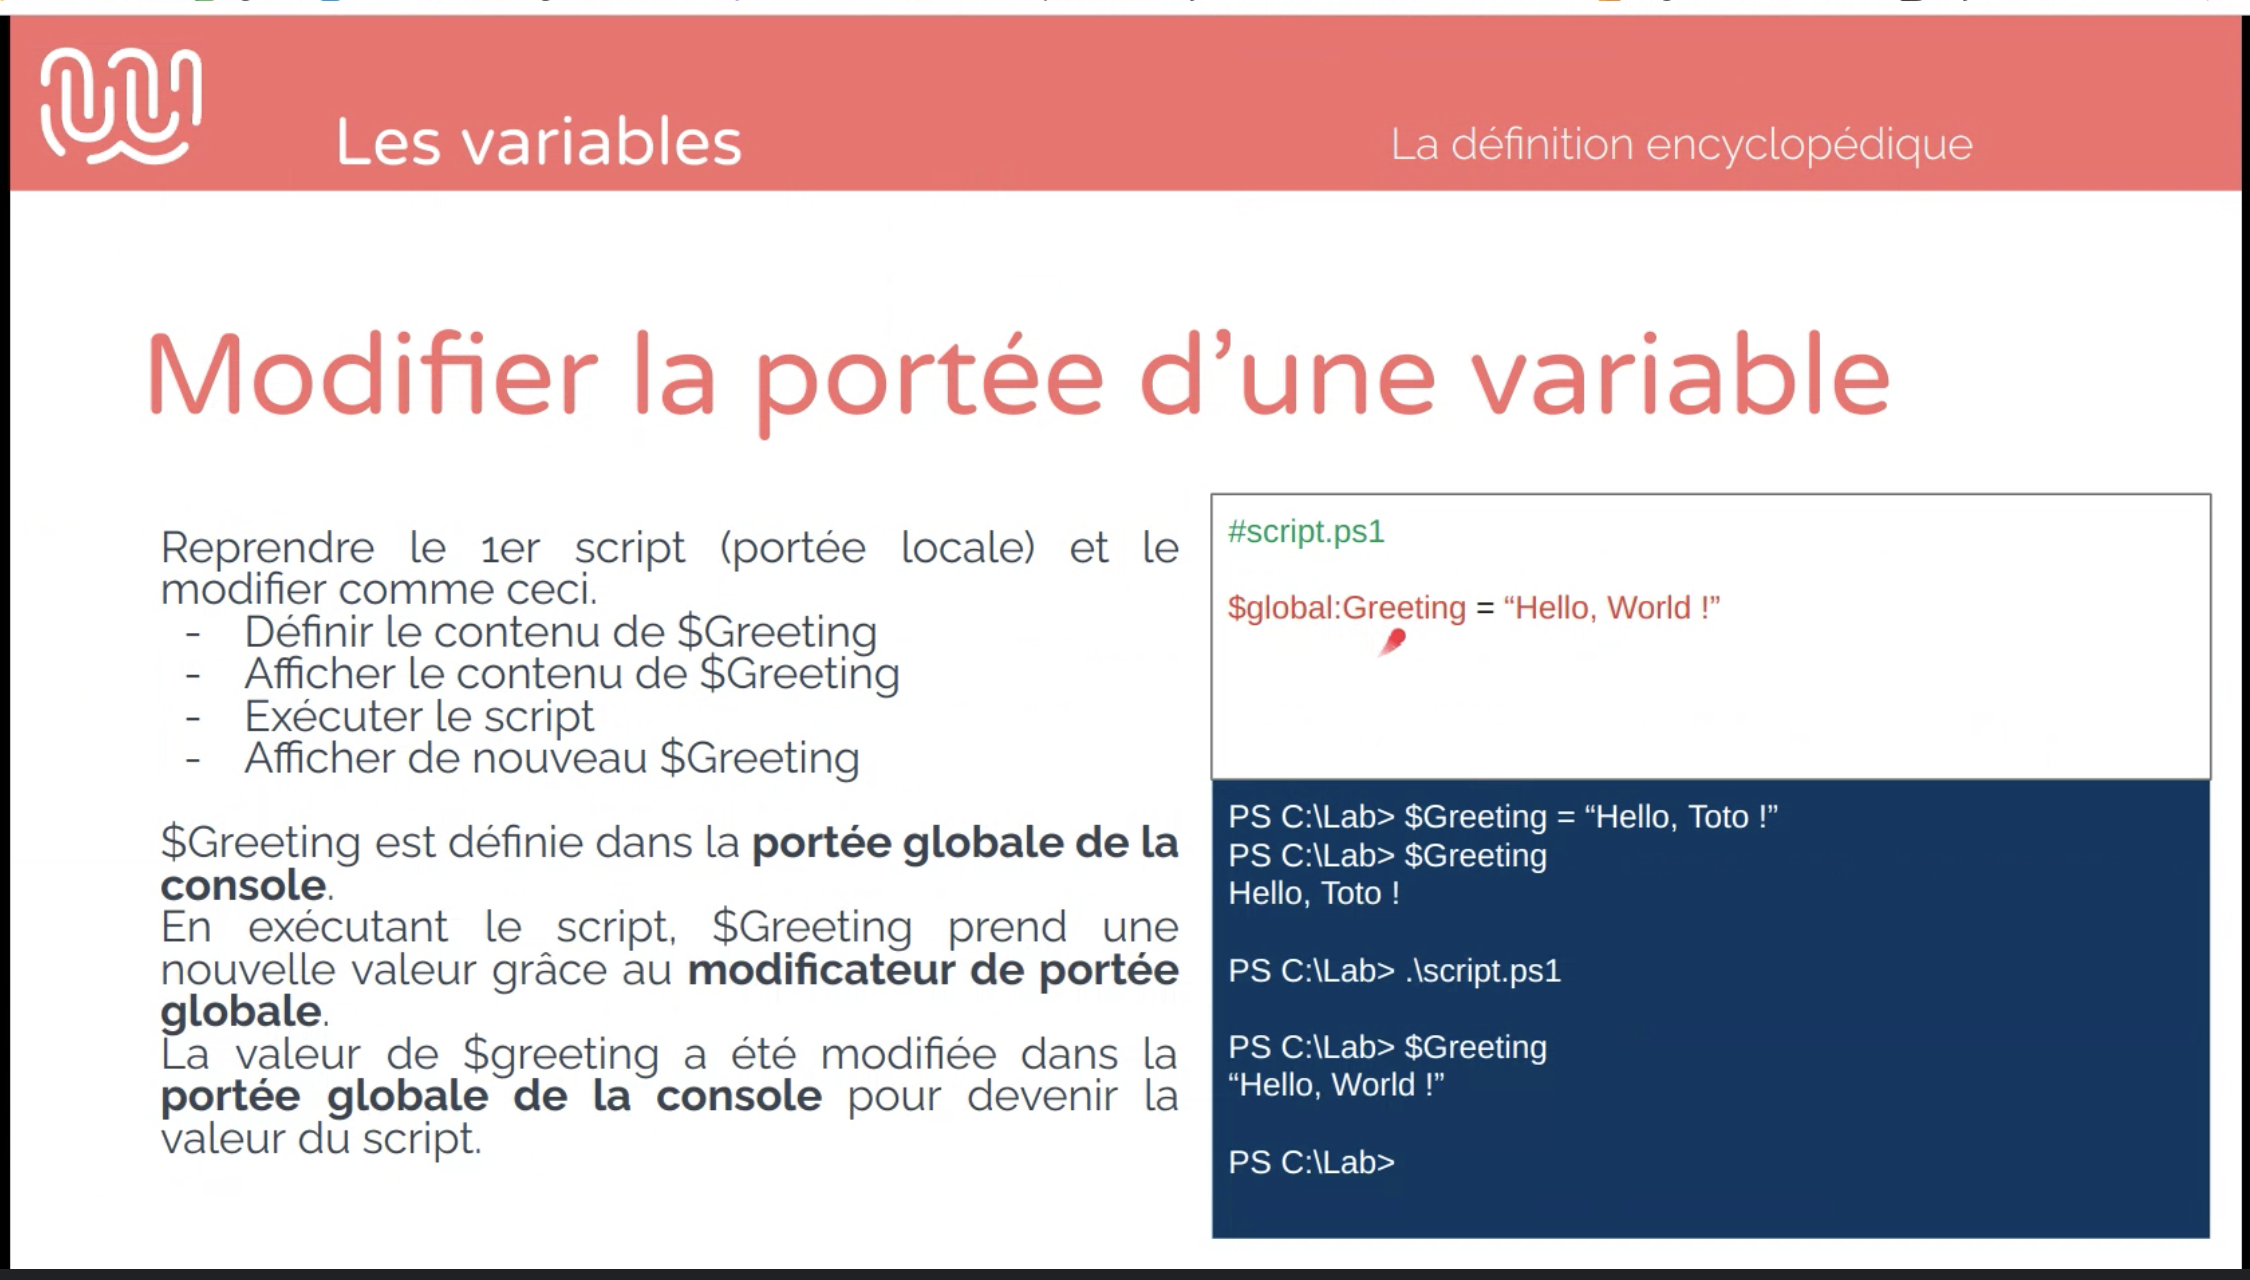 Les variables
La définition encyclopédique
Modifier la portée d’une variable
Reprendre le 1er script (portée locale) et le
modifier comme ceci.
- Définir le contenu de $Greeting
- Afficher le contenu de $Greeting
- Exécuter le script
- Afficher de nouveau $Greeting
$Greeting est définie dans la portée globale de la
console.
En exécutant le script, $Greeting prend une
nouvelle valeur grâce au modificateur de portée
globale.
La valeur de $greeting a été modifiée dans la
portée globale de la console pour devenir la
valeur du script.
#script.ps1
$global:Greeting = “Hello, World !”
PS C:\Lab> $Greeting = “Hello, Toto !”
PS C:\Lab> $Greeting
Hello, Toto !
PS C:\Lab> .\script.ps1
PS C:\Lab> $Greeting
“Hello, World !”
PS C:\Lab>